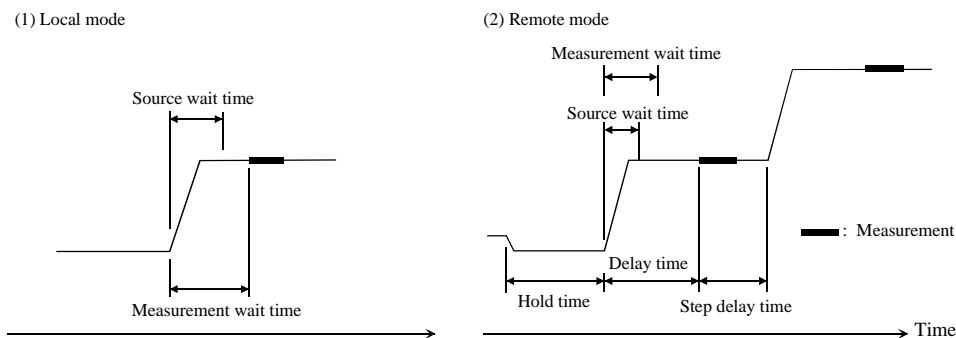 (1) Local mode
Source wait time
Measurement wait time
(2) Remote mode
Measurement wait time
Source wait time
: Measurement
Delay time
Hold time
Step delay time
Time